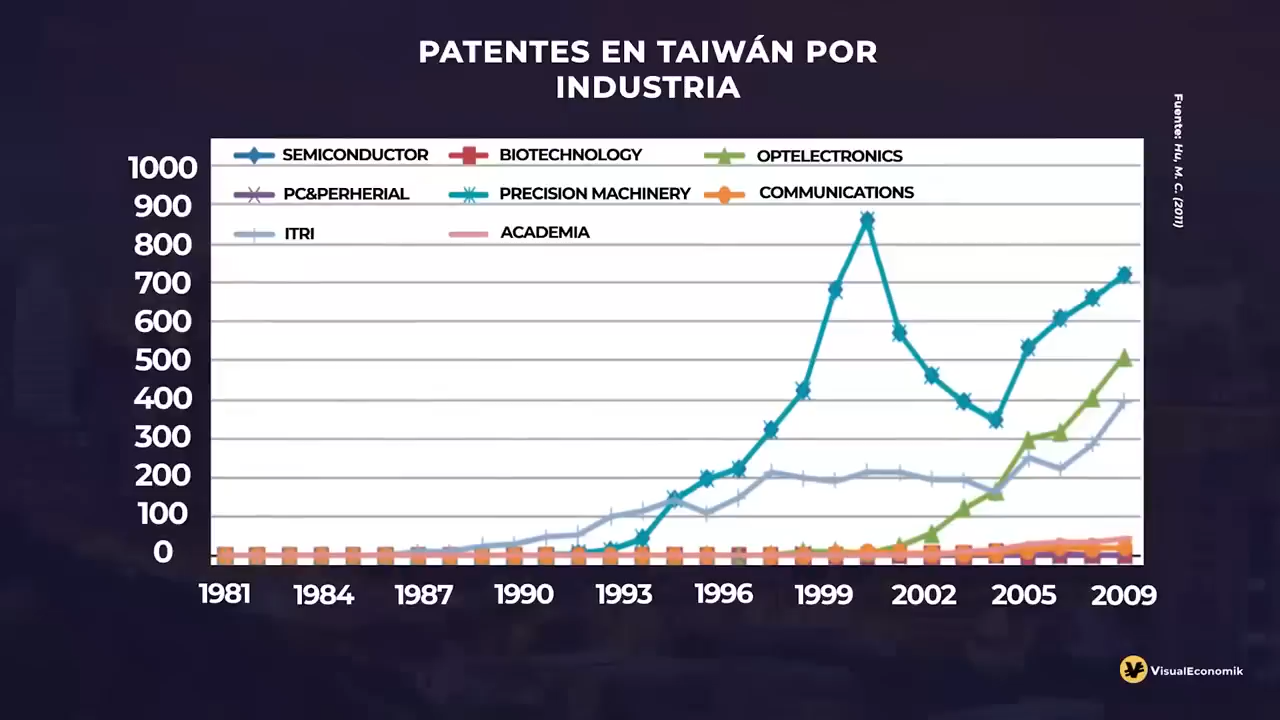 PATENTES EN TAIWÁN POR
INDUSTRIA
Fuente: Hu, M. C. (2011)
SEMICONDUCTOR
BIOTECHNOLOGY
OPTELECTRONICS
PC&PERHERIAL
PRECISION MACHINERY
COMMUNICATIONS
ITRI
ACADEMIA
1000
900
800
700
600
500
400
300
200
100
0
1981 1984 1987 1990 1993 1996 1999 2002 2005 2009
VisualEconomik